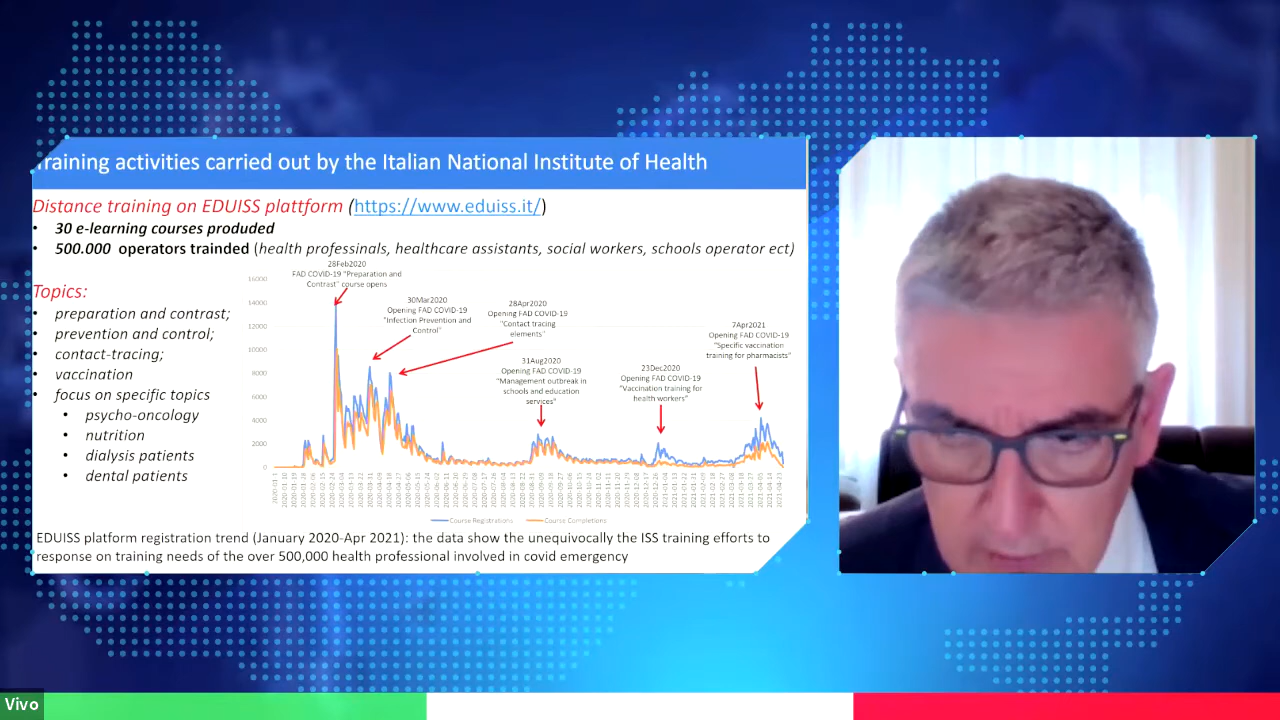 Training activities carried out by the Italian National Institute of Health
Distance training on EDUISS plattform (https://www.eduiss.it/)
• 30 e-learning courses produded
• 500.000 operators trainded (health professinals, healthcare assistants, social workers, schools operator ect)
Topics:
• preparation and contrast;
• prevention and control;
• contact-tracing;
• vaccination
• focus on specific topics
• psycho-oncology
• nutrition
• dialysis patients
• dental patients
28Feb2020
FAD COVID-19 "Preparation and
Contrast" course opens
30Mar2020
Opening FAD COVID-19
"Infection Prevention and
Control"
28Apr2020
Opening FAD COVID-19
"Contact tracing
elements"
31Aug2020
Opening FAD COVID-19
"Management outbreak in
schools and education
services"
23Dec2020
Opening FAD COVID-19
"Vaccination training for
health workers"
7Apr2021
Opening FAD COVID-19
"Specific vaccination
training for pharmacists"
16000
14000
12000
10000
8000
6000
4000
2000
0
Course Registrations
Course Completions
EDUISS platform registration trend (January 2020-Apr 2021): the data show the unequivocally the ISS training efforts to
response on training needs of the over 500,000 health professional involved in covid emergency
Vivo